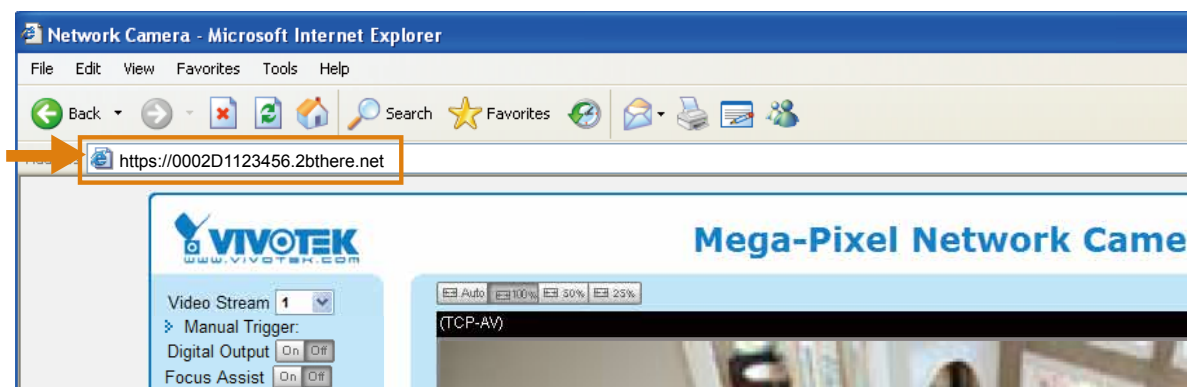 Network Camera - Microsoft Internet Explorer
File Edit View Favorites Tools Help
Back Search Favorites
https://0002D1123456.2bthere.net
VIVOTEK
www.vivotek.com
Mega-Pixel Network Came
Video Stream 1
Manual Trigger:
Digital Output On Off
Focus Assist On Off
Auto 100% 50% 25%
(TCP-AV)